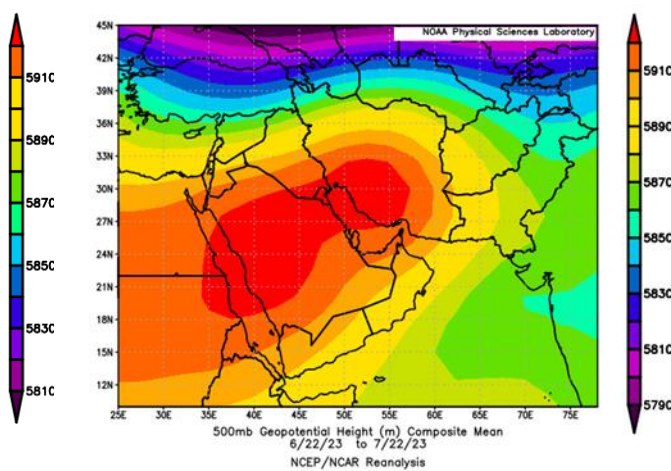 NOAA Physical Sciences Laboratory
45N
42N
39N
36N
33N
30N
27N
24N
21N
18N
15N
12N
25E 30E 35E 40E 45E 50E 55E 60E 65E 70E 75E
5910
5890
5870
5850
5830
5810
5910
5890
5870
5850
5830
5810
5790
500mb Geopotential Height (m) Composite Mean
6/22/23 to 7/22/23
NCEP/NCAR Reanalysis